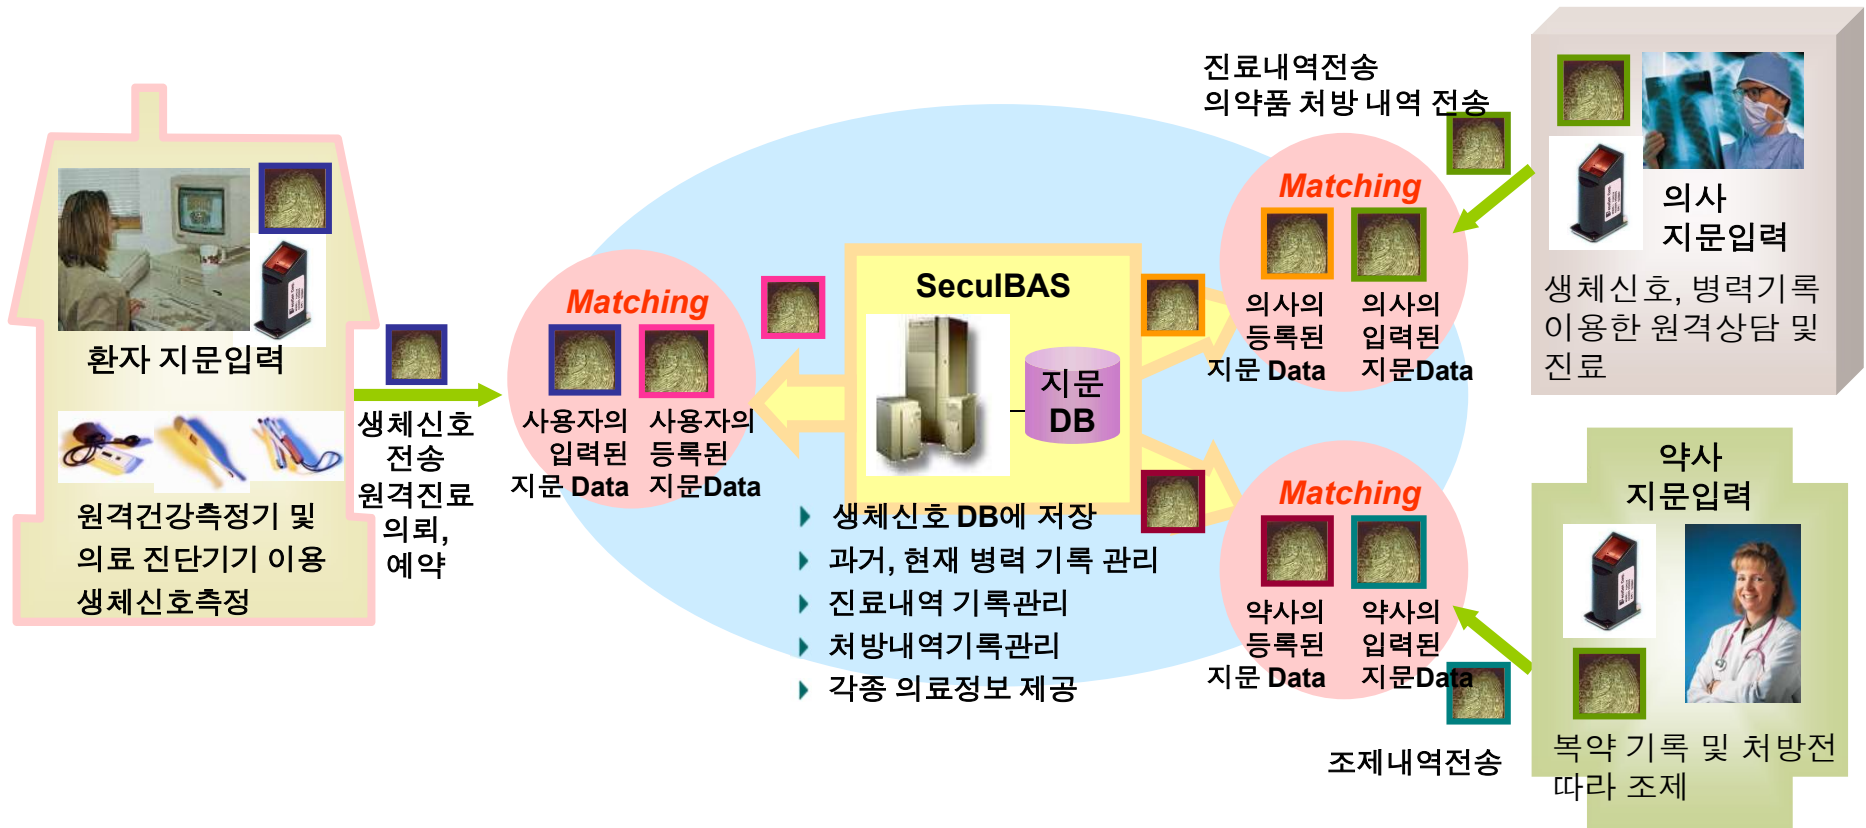 환자 지문입력
원격건강측정기 및
의료 진단기기 이용
생체신호측정
생체신호
전송
원격진료
의뢰,
예약
Matching
사용자의
입력된
지문 Data
사용자의
등록된
지문Data
SecuIBAS
지문
DB
생체신호 DB에 저장
과거, 현재 병력 기록 관리
진료내역 기록관리
처방내역기록관리
각종 의료정보 제공
진료내역전송
의약품 처방 내역 전송
Matching
의사의
등록된
지문 Data
의사의
입력된
지문Data
의사
지문입력
생체신호, 병력기록
이용한 원격상담 및
진료
Matching
약사의
등록된
지문 Data
약사의
입력된
지문Data
조제내역전송
약사
지문입력
복약 기록 및 처방전
따라 조제